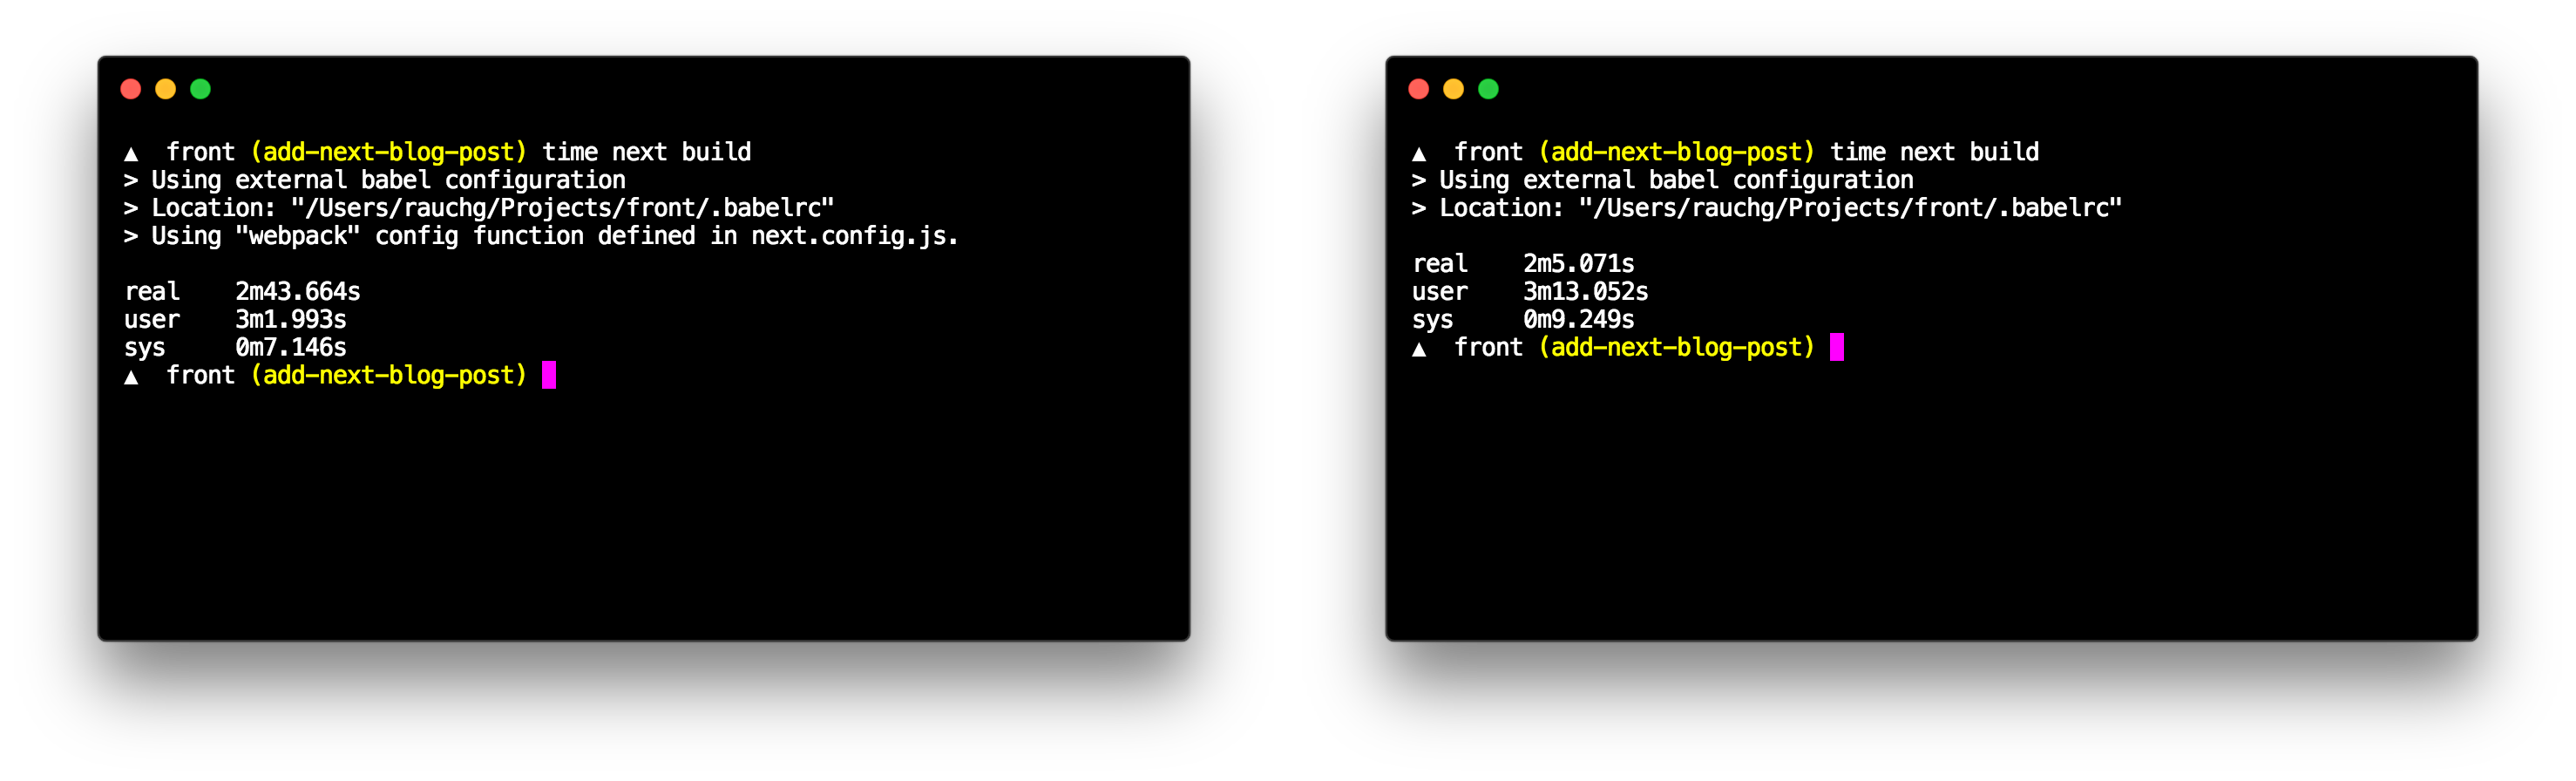 ▲  front (add-next-blog-post) time next build
> Using external babel configuration
> Location: "/Users/rauchg/Projects/front/.babelrc"
> Using "webpack" config function defined in next.config.js.
real    2m43.664s
user    3m1.993s
sys     0m7.146s
▲  front (add-next-blog-post)
▲  front (add-next-blog-post) time next build
> Using external babel configuration
> Location: "/Users/rauchg/Projects/front/.babelrc"
real    2m5.071s
user    3m13.052s
sys     0m9.249s
▲  front (add-next-blog-post)